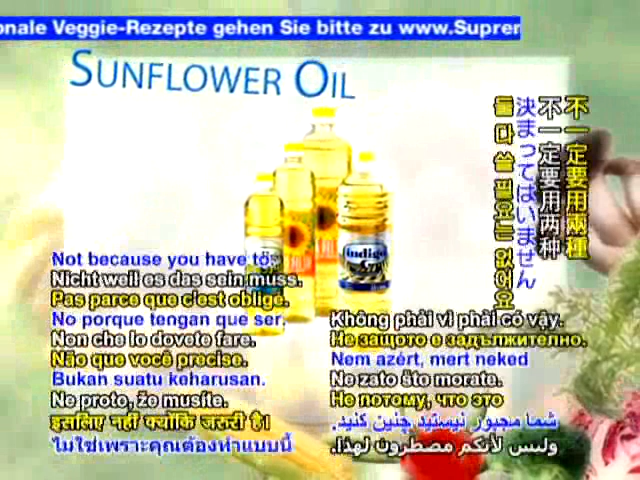 onale Veggie-Rezepte gehen Sie bitte zu www.Suprem
SUNFLOWER OIL
不一定要用兩種
不一定要用两种
決まってはいません
둘 다 쓸 필요는 없어요
indigo
Not because you have to,
Nicht weil es das sein muss.
Pas parce que c'est obligé.
No porque tengan que ser.
Non che lo dovete fare.
Não que você precise.
Bukan suatu keharusan.
Ne proto, že musíte.
इसलिए नहीं क्योंकि जरूरी है।
ไม่ใช่เพราะคุณต้องทำแบบนี้
Không phải vì phải có vậy.
Не защото е задължително.
Nem azért, mert neked
Ne zato što morate.
Не потому, что это
شما مجبور نیستید چنین کنید.
وليس لأنكم مضطرون لهذا.